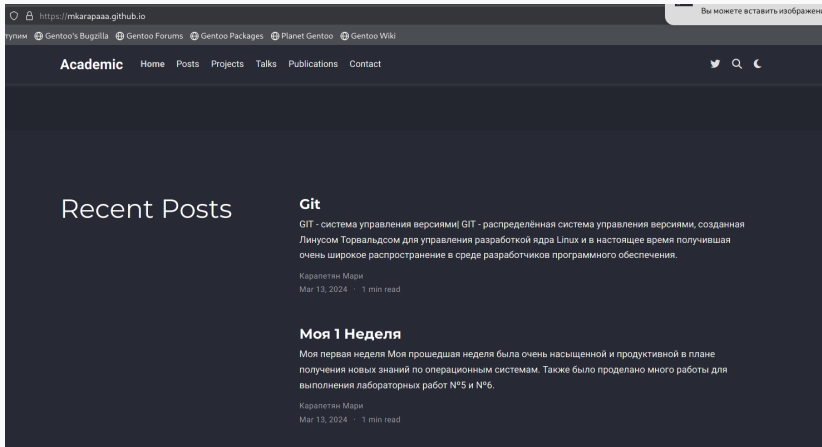 https://mkarapaaa.github.io
Вы можете вставить изображени
тупим Gentoo's Bugzilla Gentoo Forums Gentoo Packages Planet Gentoo Gentoo Wiki
Academic Home Posts Projects Talks Publications Contact
Recent Posts
Git
GIT - система управления версиями| GIT - распределённая система управления версиями, созданная
Линусом Торвальдсом для управления разработкой ядра Linux и в настоящее время получившая
очень широкое распространение в среде разработчиков программного обеспечения.
Карапетян Мари
Mar 13, 2024 · 1 min read
Моя 1 Неделя
Моя первая неделя Моя прошедшая неделя была очень насыщенной и продуктивной в плане
получения новых знаний по операционным системам. Также было проделано много работы для
выполнения лабораторных работ №5 и №6.
Карапетян Мари
Mar 13, 2024 · 1 min read